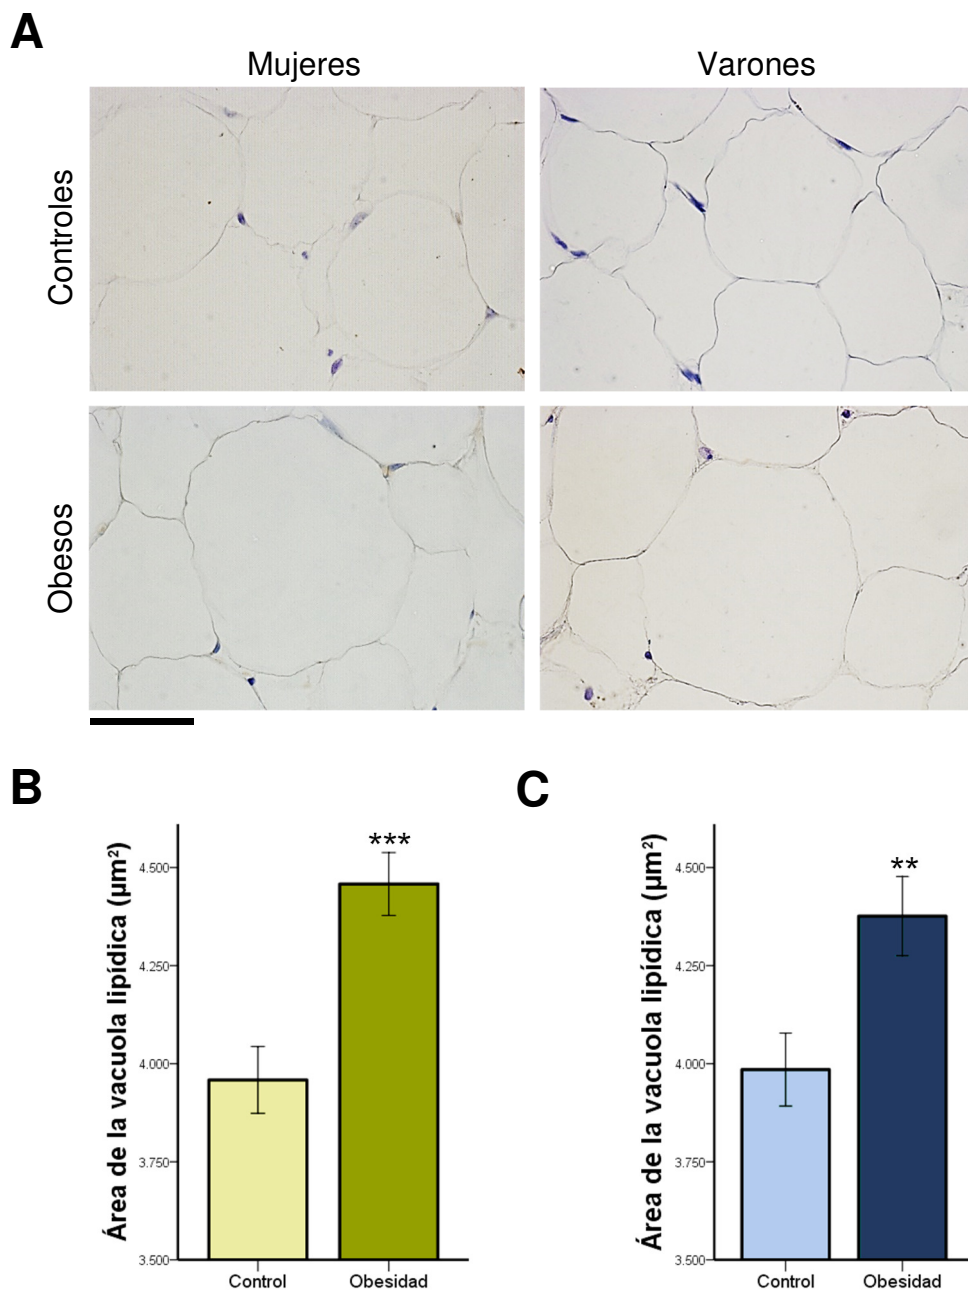 A
Mujeres Varones
Controles
Obesos
B
Área de la vacuola lipídica (µm²)
4.500
4.250
4.000
3.750
3.500
***
Control Obesidad
C
Área de la vacuola lipídica (µm²)
4.500
4.250
4.000
3.750
3.500
**
Control Obesidad